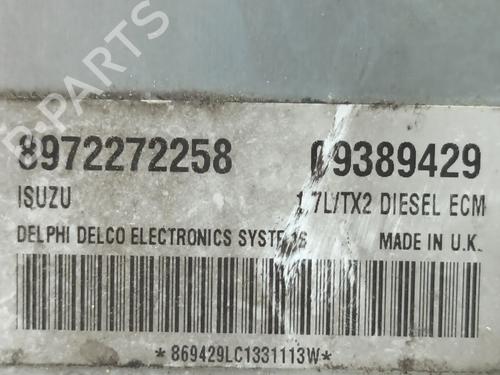 8972272258 09389429
ISUZU 1.7L/TX2 DIESEL ECM
DELPHI DELCO ELECTRONICS SYSTEMS MADE IN U.K.
*869429LC1331113W*
B-PARTS